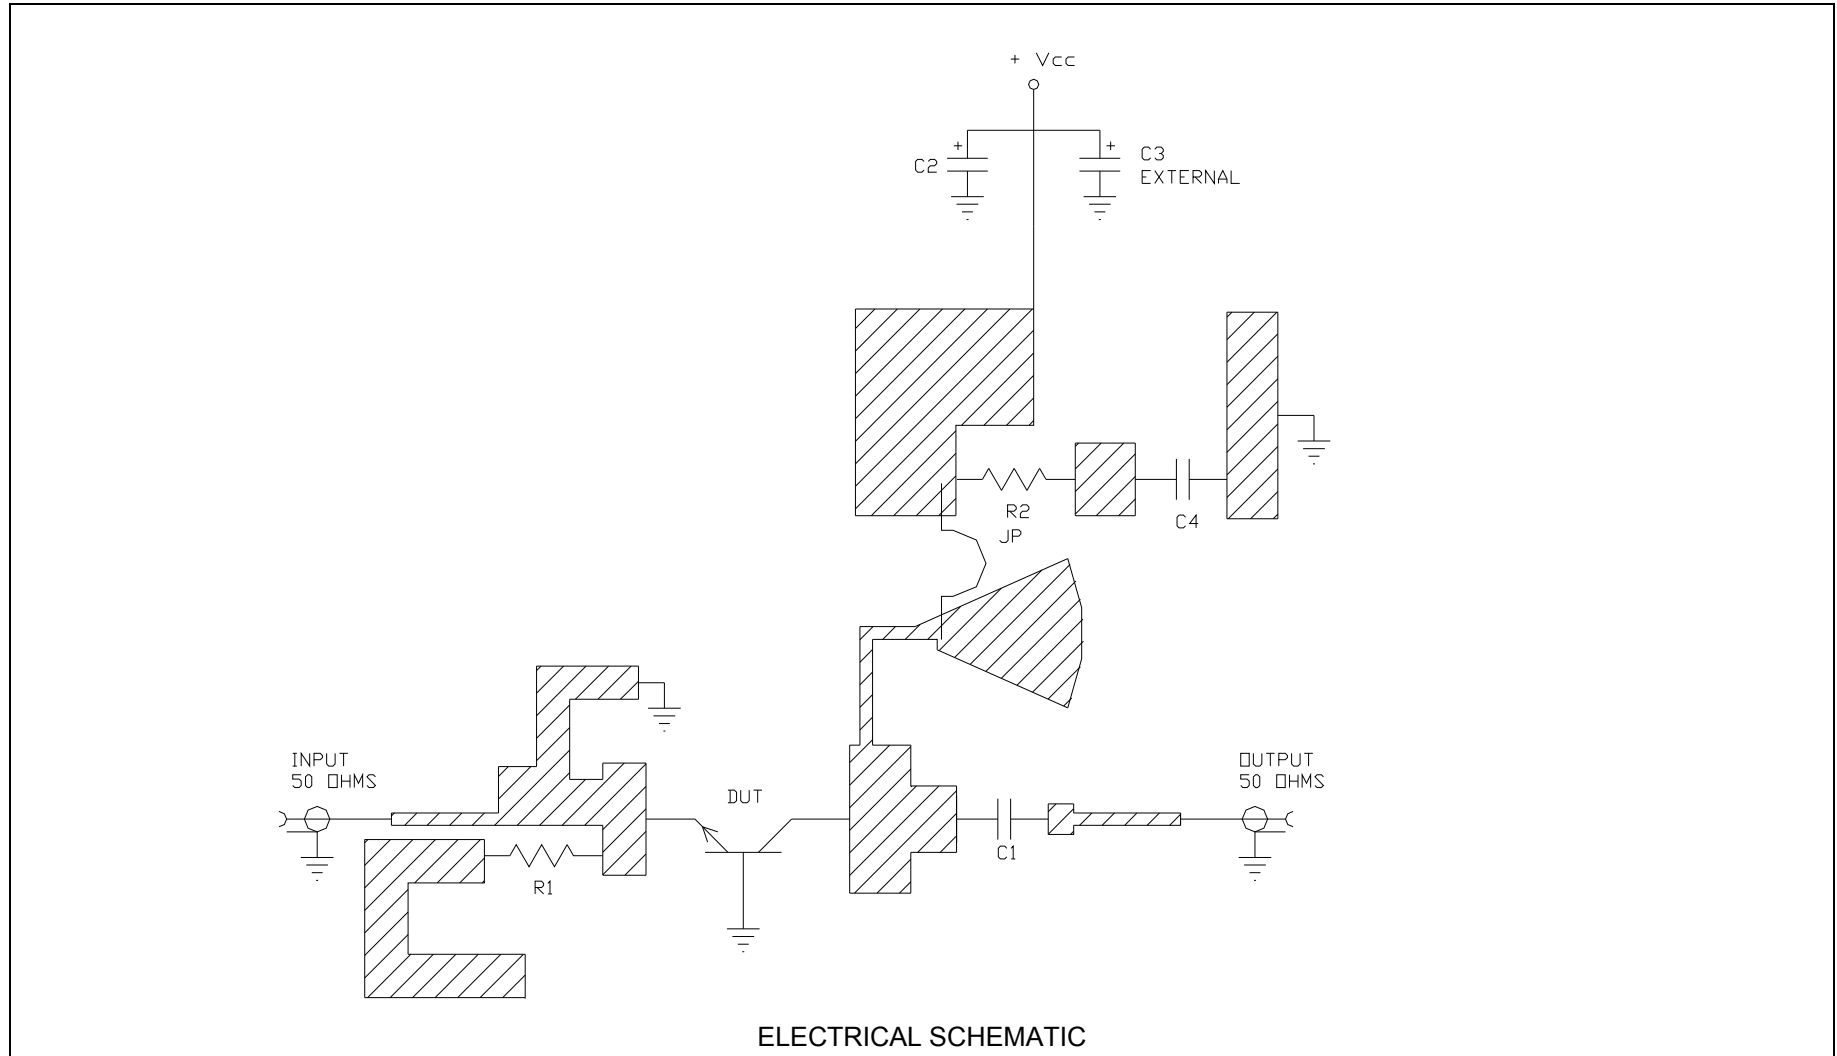 + Vcc
+
C2
+
C3
EXTERNAL
R2
JP
C4
INPUT
50 OHMS
DUT
OUTPUT
50 OHMS
C1
R1
ELECTRICAL SCHEMATIC